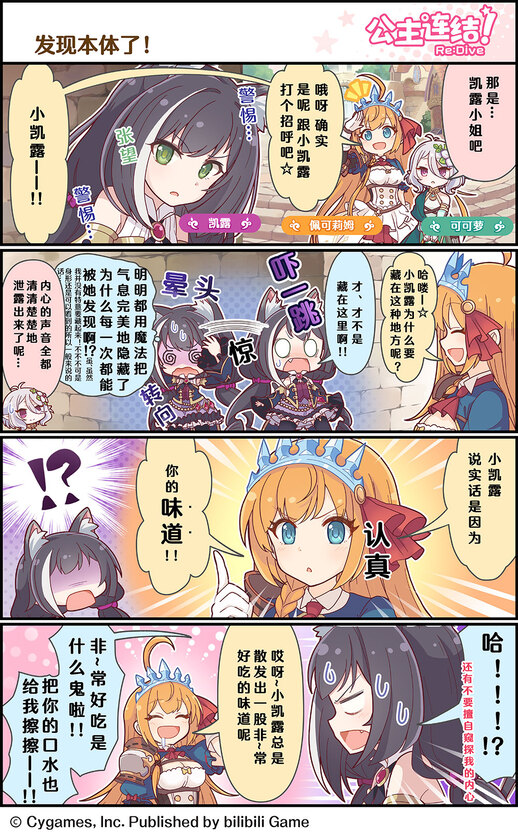 发现本体了！
公主连结！
Re:Dive
那是…
凯露小姐吧
哦呀 确实
是呢 跟小凯露
打个招呼吧☆
小凯露
——!!
警惕…
张望
警惕…
凯露
佩可莉姆
可可萝
哈喽——☆
小凯露为什么要
藏在这种地方呢?
才、才不是
藏在这里啊!!
吓一跳
惊
晕头
转向
明明都用魔法把
气息完美地隐藏了
为什么每一次都能
被她发现啊!?
内心的声音全都
清清楚楚地
泄露出来了呢…
小凯露
说实话是因为
认真
你的
味道!!
!?
哈！！！！？
还有不要擅自窥探我的内心
哎呀~小凯露总是
散发出一股非~常
好吃的味道呢
非~常好吃是
什么鬼啦!!
把你的口水也
给我擦擦——!!
© Cygames, Inc. Published by bilibili Game